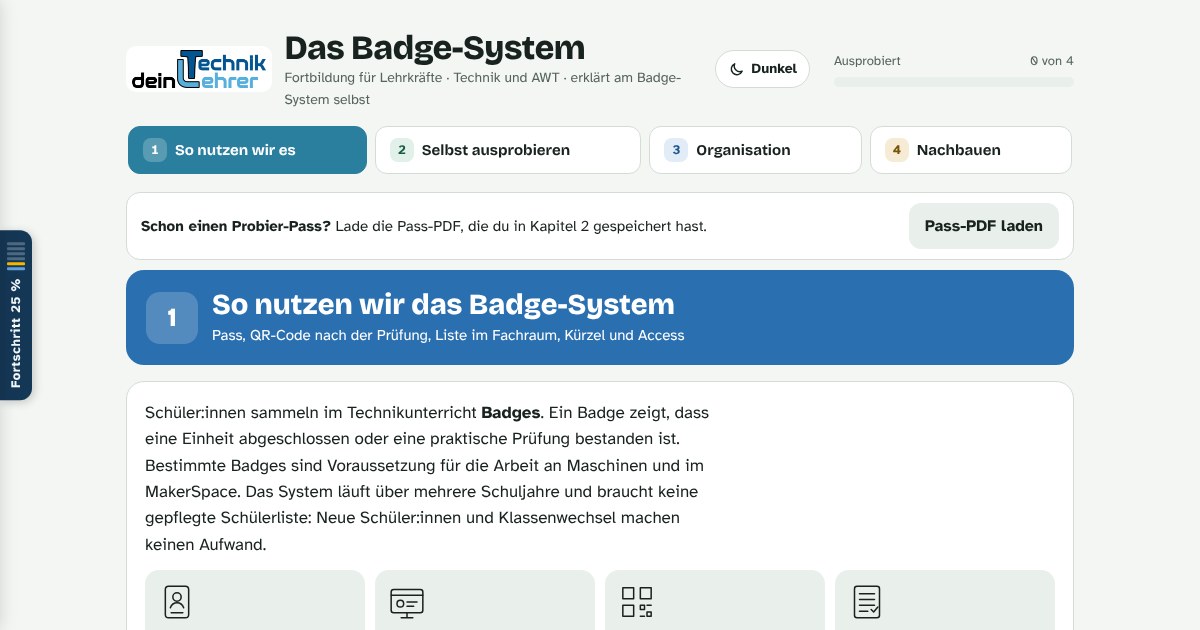 dein Technik Lehrer
Das Badge-System
Fortbildung für Lehrkräfte · Technik und AWT · erklärt am Badge-
System selbst
Dunkel
Ausprobiert 0 von 4
1 So nutzen wir es
2 Selbst ausprobieren
3 Organisation
4 Nachbauen
Schon einen Probier-Pass? Lade die Pass-PDF, die du in Kapitel 2 gespeichert hast.
Pass-PDF laden
Fortschritt 25 %
1
So nutzen wir das Badge-System
Pass, QR-Code nach der Prüfung, Liste im Fachraum, Kürzel und Access
Schüler:innen sammeln im Technikunterricht Badges. Ein Badge zeigt, dass
eine Einheit abgeschlossen oder eine praktische Prüfung bestanden ist.
Bestimmte Badges sind Voraussetzung für die Arbeit an Maschinen und im
MakerSpace. Das System läuft über mehrere Schuljahre und braucht keine
gepflegte Schülerliste: Neue Schüler:innen und Klassenwechsel machen
keinen Aufwand.